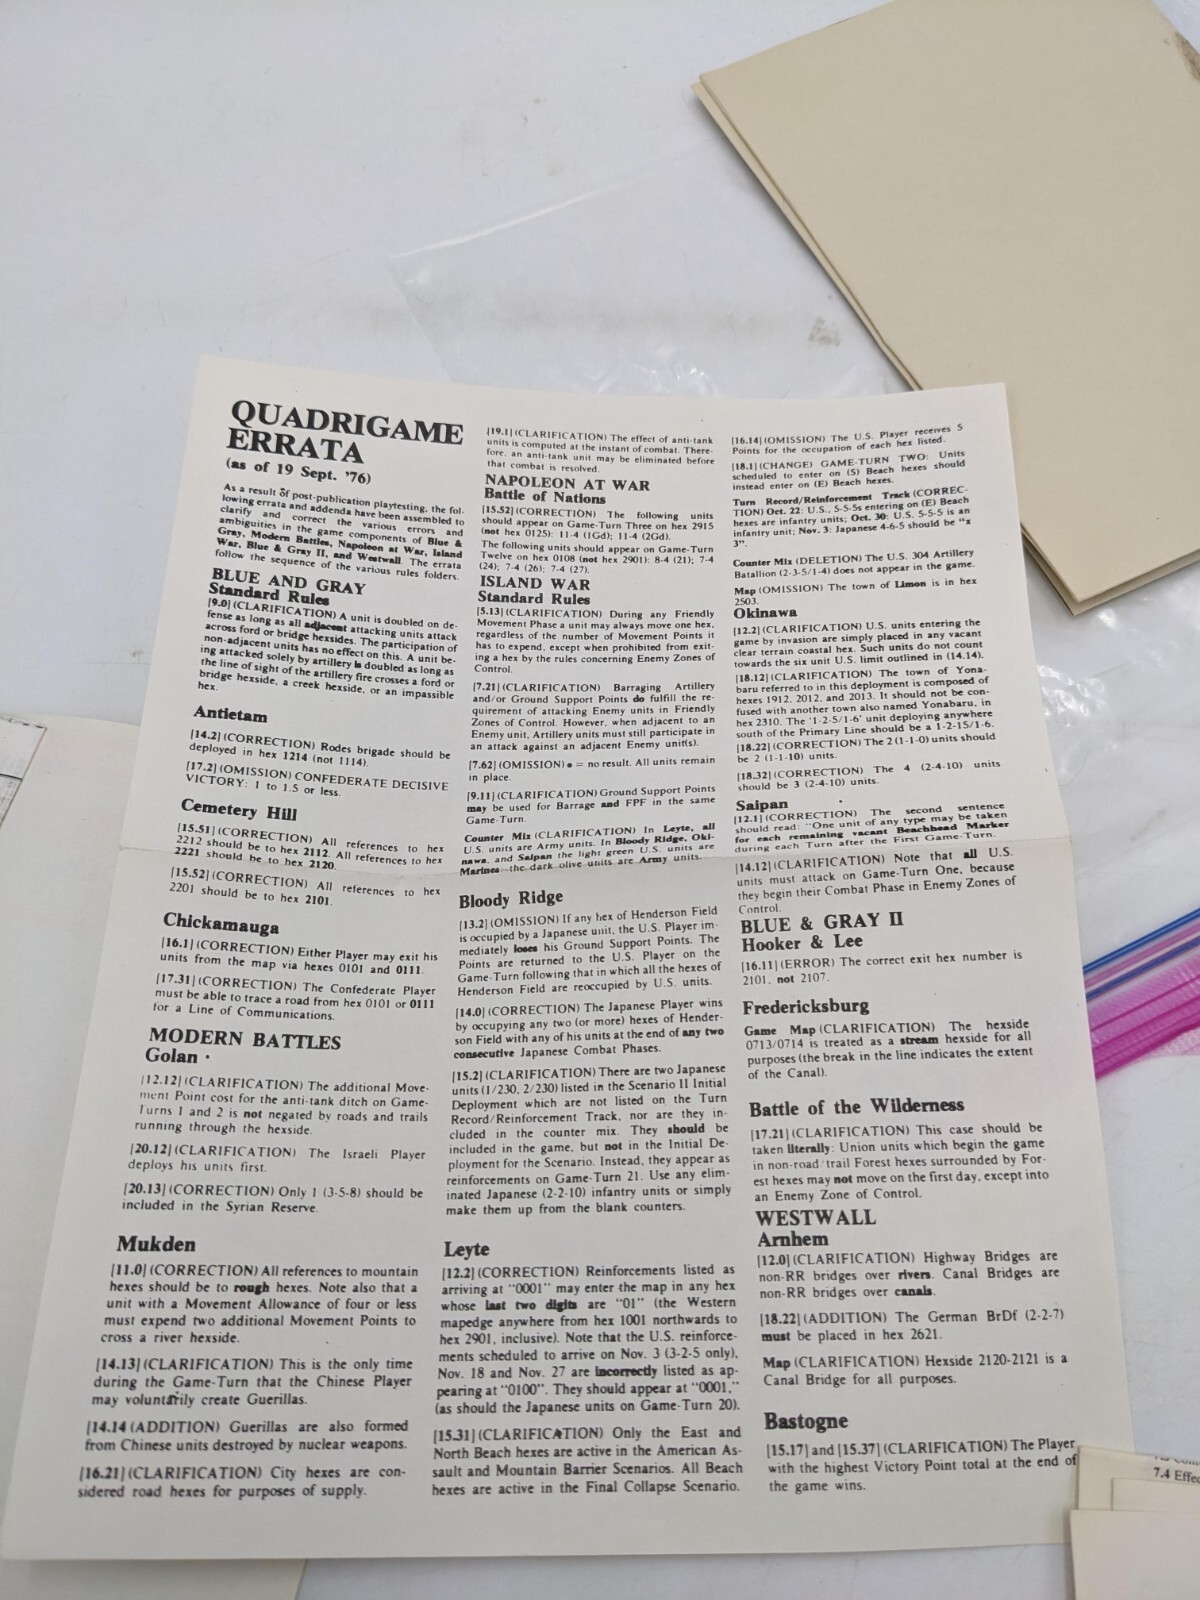 QUADRIGAME
ERRATA
(as of 19 Sept. '76)
As a result of post-publication playtesting, the fol-
lowing errata and addenda have been assembled to
clarify and correct the various errors and
ambiguities in the game components of Blue &
Gray, Modern Battles, Napoleon at War, Island
War, Blue & Gray II, and Westwall. The errata
follow the sequence of the various rules folders.
BLUE AND GRAY
Standard Rules
[9.0] (CLARIFICATION) A unit is doubled on de-
fense as long as all adjacent attacking units attack
across ford or bridge hexsides. The participation of
non-adjacent units has no effect on this. A unit be-
ing attacked solely by artillery is doubled as long as
the line of sight of the artillery fire crosses a ford or
bridge hexside, a creek hexside, or an impassible
hex.
Antietam
[14.2] (CORRECTION) Rodes brigade should be
deployed in hex 1214 (not 1114).
[17.2] (OMISSION) CONFEDERATE DECISIVE
VICTORY: 1 to 1.5 or less.
Cemetery Hill
[15.51] (CORRECTION) All references to hex
2212 should be to hex 2112. All references to hex
2221 should be to hex 2120.
[15.52] (CORRECTION) All references to hex
2201 should be to hex 2101.
Chickamauga
[16.1] (CORRECTION) Either Player may exit his
units from the map via hexes 0101 and 0111.
[17.31] (CORRECTION) The Confederate Player
must be able to trace a road from hex 0101 or 0111
for a Line of Communications.
MODERN BATTLES
Golan
[12.12] (CLARIFICATION) The additional Move-
ment Point cost for the anti-tank ditch on Game-
Turns 1 and 2 is not negated by roads and trails
running through the hexside.
[20.12] (CLARIFICATION) The Israeli Player
deploys his units first.
[20.13] (CORRECTION) Only 1 (3-5-8) should be
included in the Syrian Reserve.
Mukden
[11.0] (CORRECTION) All references to mountain
hexes should be to rough hexes. Note also that a
unit with a Movement Allowance of four or less
must expend two additional Movement Points to
cross a river hexside.
[14.13] (CLARIFICATION) This is the only time
during the Game-Turn that the Chinese Player
may voluntarily create Guerillas.
[14.14 (ADDITION) Guerillas are also formed
from Chinese units destroyed by nuclear weapons.
[16.21] (CLARIFICATION) City hexes are con-
sidered road hexes for purposes of supply.
[19.1] (CLARIFICATION) The effect of anti-tank
units is computed at the instant of combat. There-
fore, an anti-tank unit may be eliminated before
that combat is resolved.
NAPOLEON AT WAR
Battle of Nations
[15.52] (CORRECTION) The following units
should appear on Game-Turn Three on hex 2915
(not hex 0125): 11-4 (1Gd); 11-4 (2Gd).
The following units should appear on Game-Turn
Twelve on hex 0108 (not hex 2901): 8-4 (21); 7-4
(24); 7-4 (26); 7-4 (27).
ISLAND WAR
Standard Rules
[5.13] (CLARIFICATION) During any Friendly
Movement Phase a unit may always move one hex,
regardless of the number of Movement Points it
has to expend, except when prohibited from exit-
ing a hex by the rules concerning Enemy Zones of
Control.
[7.21] (CLARIFICATION) Barraging Artillery
and/or Ground Support Points do fulfill the re-
quirement of attacking Enemy units in Friendly
Zones of Control. However, when adjacent to an
Enemy unit, Artillery units must still participate in
an attack against an adjacent Enemy unit(s).
[7.62] (OMISSION) ● = no result. All units remain
in place.
[9.11] (CLARIFICATION) Ground Support Points
may be used for Barrage and FPF in the same
Game-Turn.
Counter Mix (CLARIFICATION) In Leyte, all
U.S. units are Army units. In Bloody Ridge, Oki-
nawa, and Saipan the light green U.S. units are
Marines—the dark olive units are Army units.
Bloody Ridge
[13.2] (OMISSION) If any hex of Henderson Field
is occupied by a Japanese unit, the U.S. Player im-
mediately loses his Ground Support Points. The
Points are returned to the U.S. Player on the
Game-Turn following that in which all the hexes of
Henderson Field are reoccupied by U.S. units.
[14.0] (CORRECTION) The Japanese Player wins
by occupying any two (or more) hexes of Hender-
son Field with any of his units at the end of any two
consecutive Japanese Combat Phases.
[15.2] (CLARIFICATION) There are two Japanese
units (1/230, 2/230) listed in the Scenario II Initial
Deployment which are not listed on the Turn
Record/Reinforcement Track, nor are they in-
cluded in the counter mix. They should be
included in the game, but not in the Initial De-
ployment for the Scenario. Instead, they appear as
reinforcements on Game-Turn 21. Use any elim-
inated Japanese (2-2-10) infantry units or simply
make them up from the blank counters.
Leyte
[12.2] (CORRECTION) Reinforcements listed as
arriving at "0001" may enter the map in any hex
whose last two digits are "01" (the Western
mapedge anywhere from hex 1001 northwards to
hex 2901, inclusive). Note that the U.S. reinforce-
ments scheduled to arrive on Nov. 3 (3-2-5 only),
Nov. 18 and Nov. 27 are incorrectly listed as ap-
pearing at "0100". They should appear at "0001,"
(as should the Japanese units on Game-Turn 20).
[15.31] (CLARIFICATION) Only the East and
North Beach hexes are active in the American As-
sault and Mountain Barrier Scenarios. All Beach
hexes are active in the Final Collapse Scenario.
[16.14] (OMISSION) The U.S. Player receives 5
Points for the occupation of each hex listed.
[18.1] (CHANGE) GAME-TURN TWO: Units
scheduled to enter on (S) Beach hexes should
instead enter on (E) Beach hexes.
Turn Record/Reinforcement Track (CORREC-
TION) Oct. 22: U.S., 5-5-5s entering on (E) Beach
hexes are infantry units; Oct. 30: U.S. 5-5-5 is an
infantry unit; Nov. 3: Japanese 4-6-5 should be "x
3".
Counter Mix (DELETION) The U.S. 304 Artillery
Batallion (2-3-5/1-4) does not appear in the game.
Map (OMISSION) The town of Limon is in hex
2503.
Okinawa
[12.2] (CLARIFICATION) U.S. units entering the
game by invasion are simply placed in any vacant
clear terrain coastal hex. Such units do not count
towards the six unit U.S. limit outlined in (14.14).
[18.12] (CLARIFICATION) The town of Yona-
baru referred to in this deployment is composed of
hexes 1912, 2012, and 2013. It should not be con-
fused with another town also named Yonabaru, in
hex 2310. The '1-2-5/1-6' unit deploying anywhere
south of the Primary Line should be a 1-2-15/1-6.
[18.22] (CORRECTION) The 2 (1-1-0) units should
be 2 (1-1-10) units.
[18.32] (CORRECTION) The 4 (2-4-10) units
should be 3 (2-4-10) units.
Saipan
[12.1] (CORRECTION) The second sentence
should read: "One unit of any type may be taken
for each remaining vacant Beachhead Marker
during each Turn after the First Game-Turn.
[14.12] (CLARIFICATION) Note that all U.S.
units must attack on Game-Turn One, because
they begin their Combat Phase in Enemy Zones of
Control.
BLUE & GRAY II
Hooker & Lee
[16.11] (ERROR) The correct exit hex number is
2101, not 2107.
Fredericksburg
Game Map (CLARIFICATION) The hexside
0713/0714 is treated as a stream hexside for all
purposes (the break in the line indicates the extent
of the Canal).
Battle of the Wilderness
[17.21] (CLARIFICATION) This case should be
taken literally: Union units which begin the game
in non-road/trail Forest hexes surrounded by For-
est hexes may not move on the first day, except into
an Enemy Zone of Control.
WESTWALL
Arnhem
[12.0] (CLARIFICATION) Highway Bridges are
non-RR bridges over rivers. Canal Bridges are
non-RR bridges over canals.
[18.22] (ADDITION) The German BrDf (2-2-7)
must be placed in hex 2621.
Map (CLARIFICATION) Hexside 2120-2121 is a
Canal Bridge for all purposes.
Bastogne
[15.17] and [15.37] (CLARIFICATION) The Player
with the highest Victory Point total at the end of
the game wins.
7.4 Effec